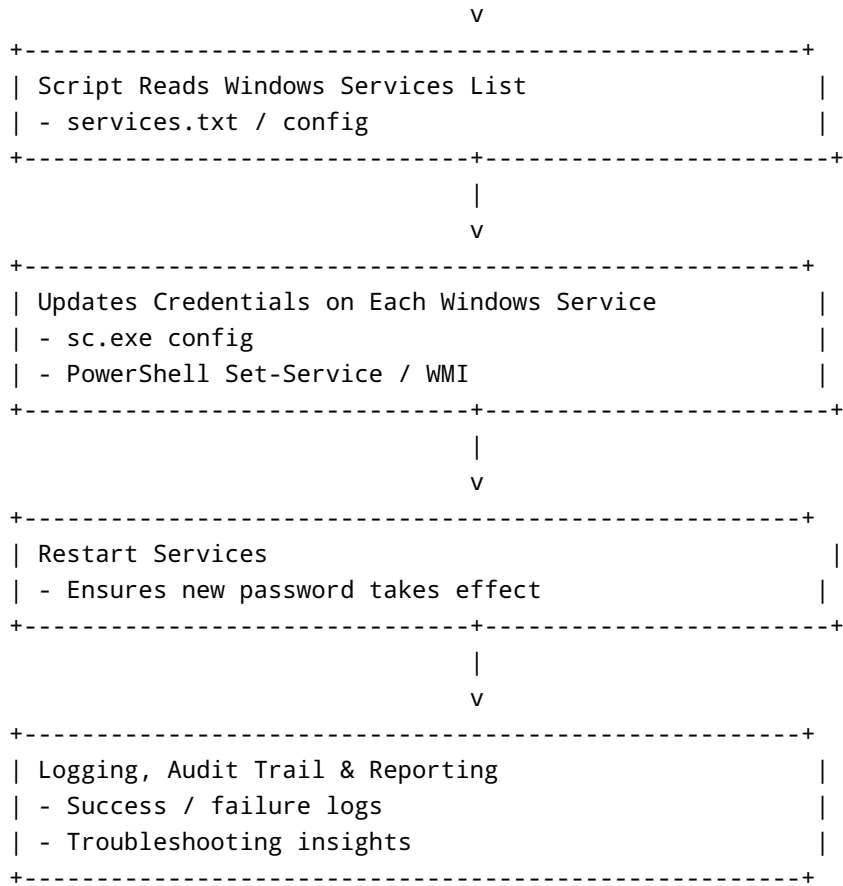 v
+------------------------------------------------------+
| Script Reads Windows Services List                    |
| - services.txt / config                               |
+-------------------------------+------------------------+
                                |
                                v
+------------------------------------------------------+
| Updates Credentials on Each Windows Service           |
| - sc.exe config                                       |
| - PowerShell Set-Service / WMI                        |
+-------------------------------+------------------------+
                                |
                                v
+------------------------------------------------------+
| Restart Services                                       |
| - Ensures new password takes effect                   |
+-------------------------------+-----------------------+
                                |
                                v
+------------------------------------------------------+
| Logging, Audit Trail & Reporting                      |
| - Success / failure logs                              |
| - Troubleshooting insights                            |
+------------------------------------------------------+